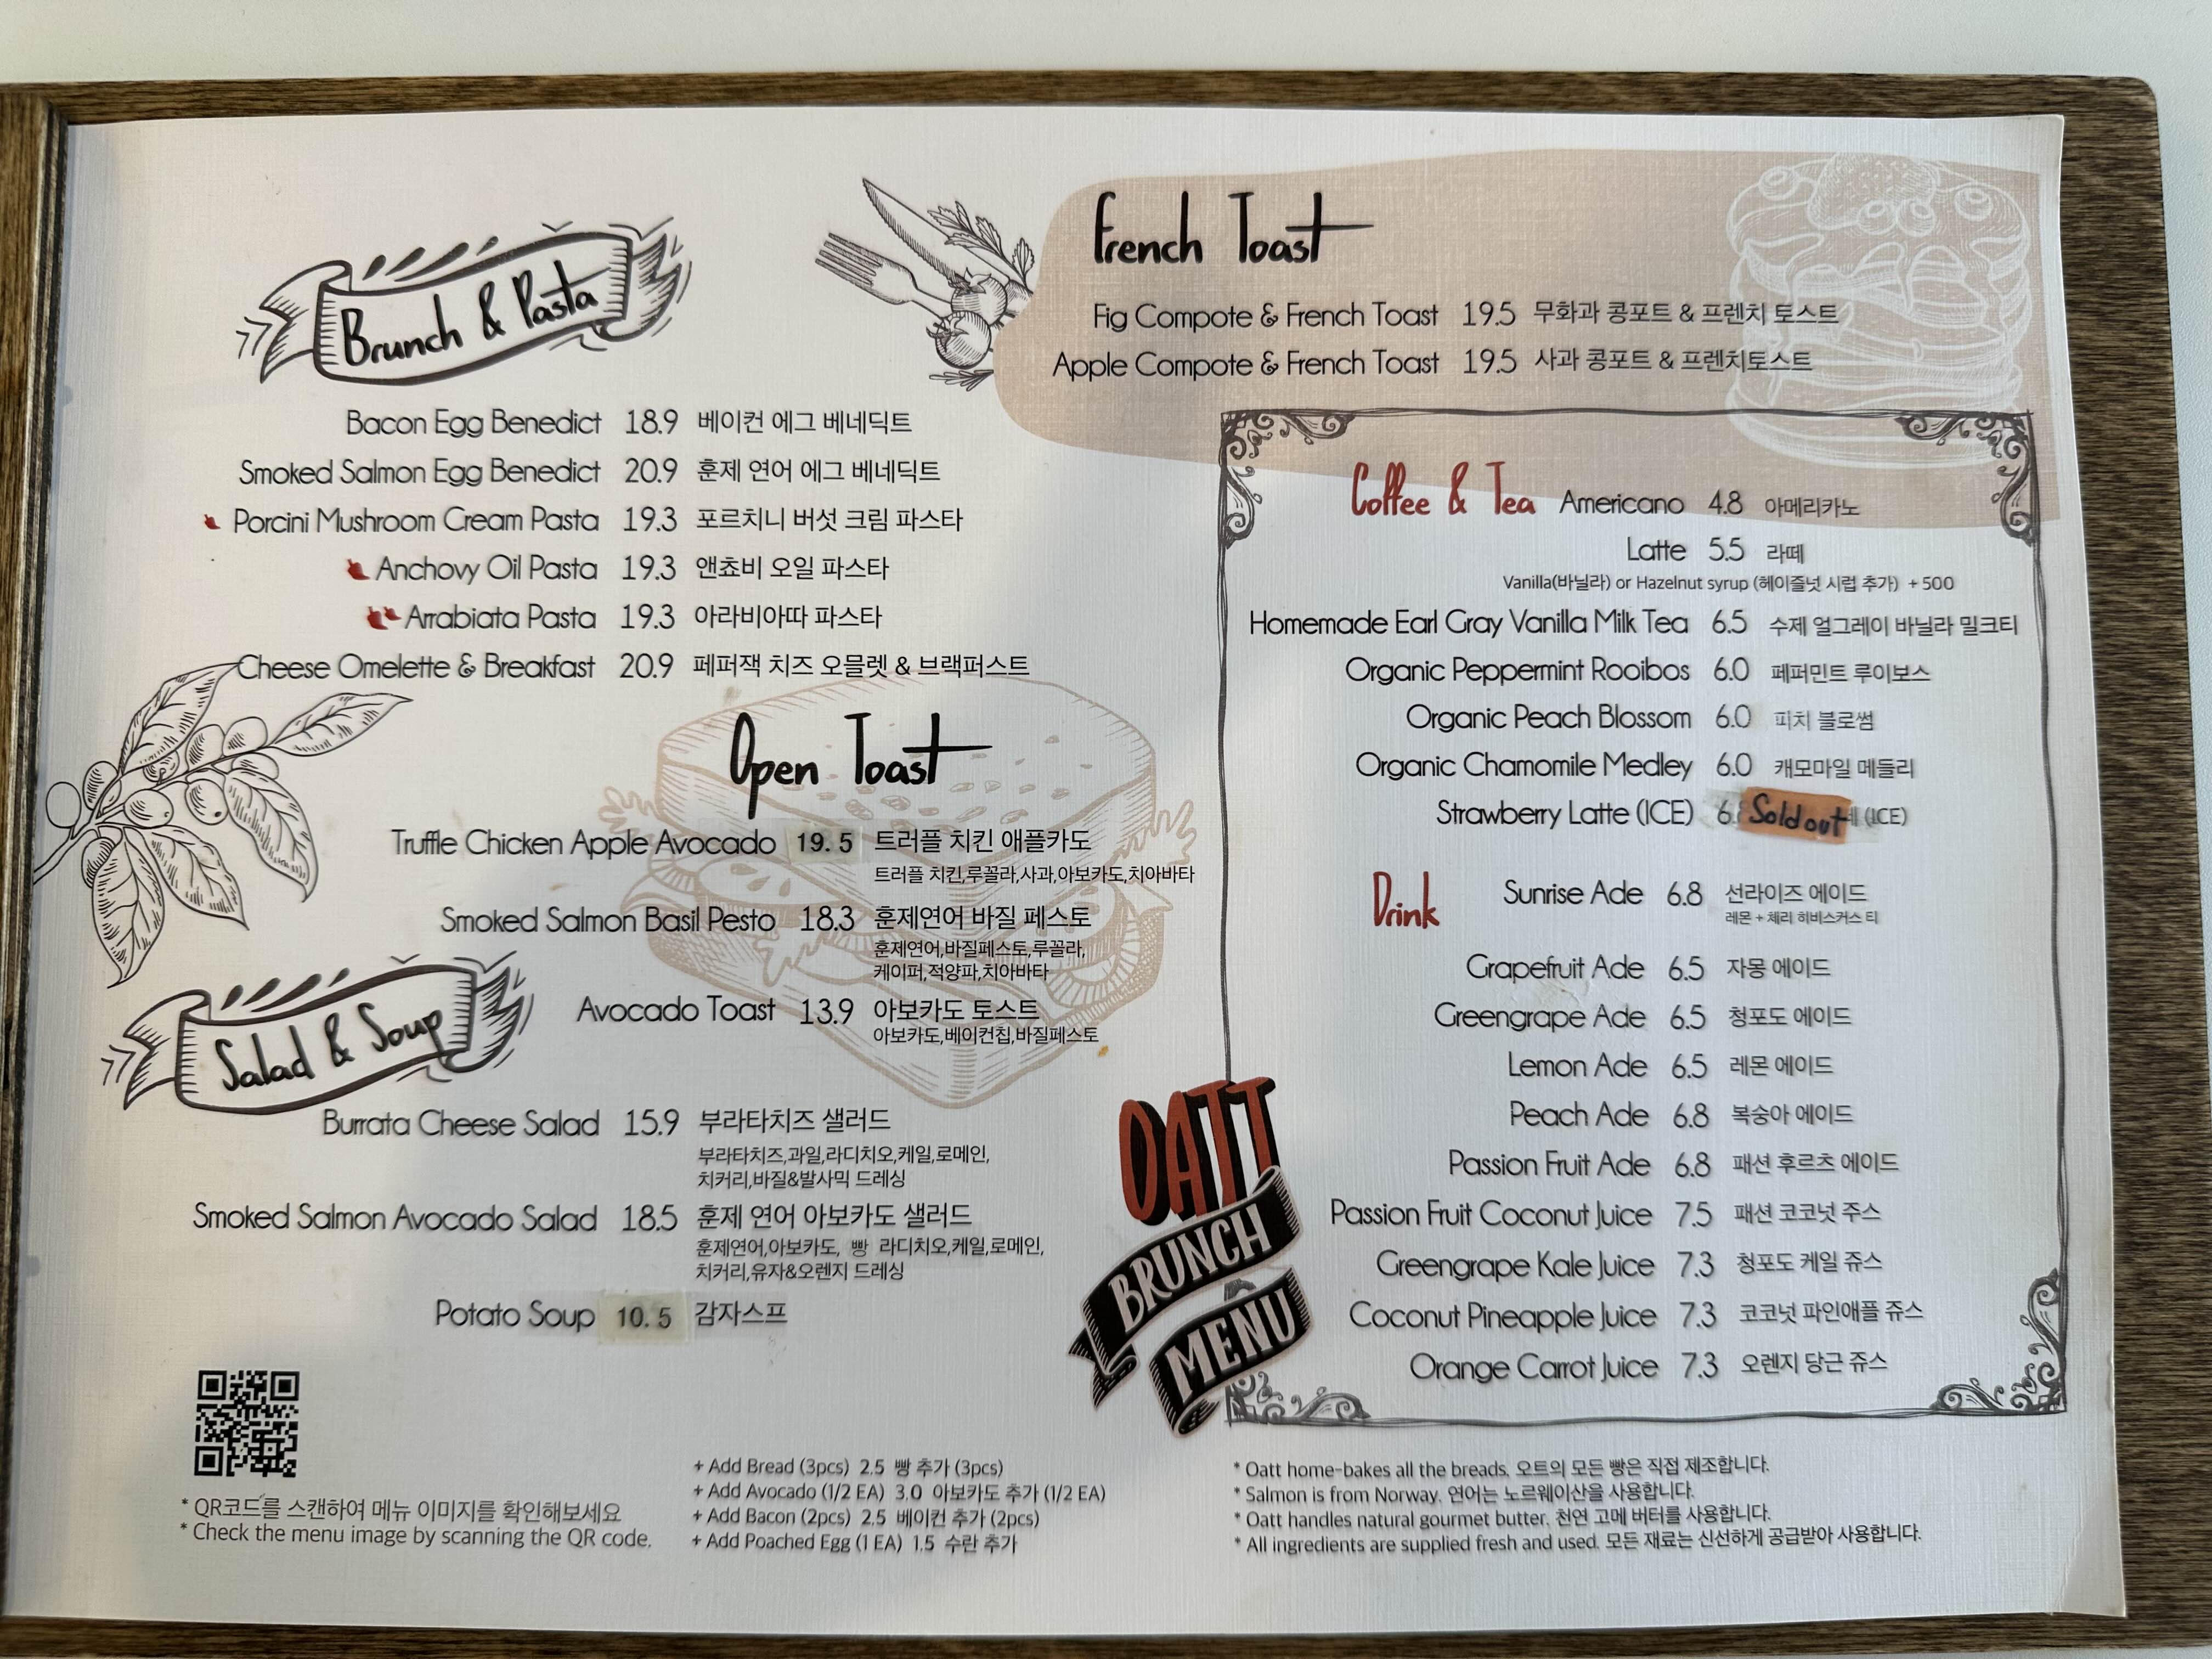 Brunch & Pasta
Bacon Egg Benedict 18.9 베이컨 에그 베네딕트
Smoked Salmon Egg Benedict 20.9 훈제 연어 에그 베네딕트
Porcini Mushroom Cream Pasta 19.3 포르치니 버섯 크림 파스타
Anchovy Oil Pasta 19.3 앤쵸비 오일 파스타
Arrabiata Pasta 19.3 아라비아따 파스타
Cheese Omelette & Breakfast 20.9 페퍼잭 치즈 오믈렛 & 브랙퍼스트
Open Toast
Truffle Chicken Apple Avocado 19.5 트러플 치킨 애플카도
트러플 치킨,루꼴라,사과,아보카도,치아바타
Smoked Salmon Basil Pesto 18.3 훈제연어 바질 페스토
훈제연어,바질페스토,루꼴라,
케이퍼,적양파,치아바타
Avocado Toast 13.9 아보카도 토스트
아보카도,베이컨칩,바질페스토
Salad & Soup
Burrata Cheese Salad 15.9 부라타치즈 샐러드
부라타치즈,과일,라디치오,케일,로메인,
치커리,바질&발사믹 드레싱
Smoked Salmon Avocado Salad 18.5 훈제 연어 아보카도 샐러드
훈제연어,아보카도, 빵 라디치오,케일,로메인,
치커리,유자&오렌지 드레싱
Potato Soup 10.5 감자스프
* QR코드를 스캔하여 메뉴 이미지를 확인해보세요
* Check the menu image by scanning the QR code.
+ Add Bread (3pcs) 2.5 빵 추가 (3pcs)
+ Add Avocado (1/2 EA) 3.0 아보카도 추가 (1/2 EA)
+ Add Bacon (2pcs) 2.5 베이컨 추가 (2pcs)
+ Add Poached Egg (1 EA) 1.5 수란 추가
French Toast
Fig Compote & French Toast 19.5 무화과 콩포트 & 프렌치 토스트
Apple Compote & French Toast 19.5 사과 콩포트 & 프렌치토스트
Coffee & Tea
Americano 4.8 아메리카노
Latte 5.5 라떼
Vanilla(바닐라) or Hazelnut syrup (헤이즐넛 시럽 추가) +500
Homemade Earl Gray Vanilla Milk Tea 6.5 수제 얼그레이 바닐라 밀크티
Organic Peppermint Rooibos 6.0 페퍼민트 루이보스
Organic Peach Blossom 6.0 피치 블로썸
Organic Chamomile Medley 6.0 캐모마일 메들리
Strawberry Latte (ICE) Sold out (ICE)
Drink
Sunrise Ade 6.8 선라이즈 에이드
레몬 + 체리 히비스커스 티
Grapefruit Ade 6.5 자몽 에이드
Greengrape Ade 6.5 청포도 에이드
Lemon Ade 6.5 레몬 에이드
Peach Ade 6.8 복숭아 에이드
Passion Fruit Ade 6.8 패션 후르츠 에이드
Passion Fruit Coconut Juice 7.5 패션 코코넛 주스
Greengrape Kale Juice 7.3 청포도 케일 쥬스
Coconut Pineapple Juice 7.3 코코넛 파인애플 쥬스
Orange Carrot Juice 7.3 오렌지 당근 쥬스
OATT
BRUNCH
MENU
* Oatt home-bakes all the breads. 오트의 모든 빵은 직접 제조합니다.
* Salmon is from Norway. 연어는 노르웨이산을 사용합니다.
* Oatt handles natural gourmet butter. 천연 고메 버터를 사용합니다.
* All ingredients are supplied fresh and used. 모든 재료는 신선하게 공급받아 사용합니다.